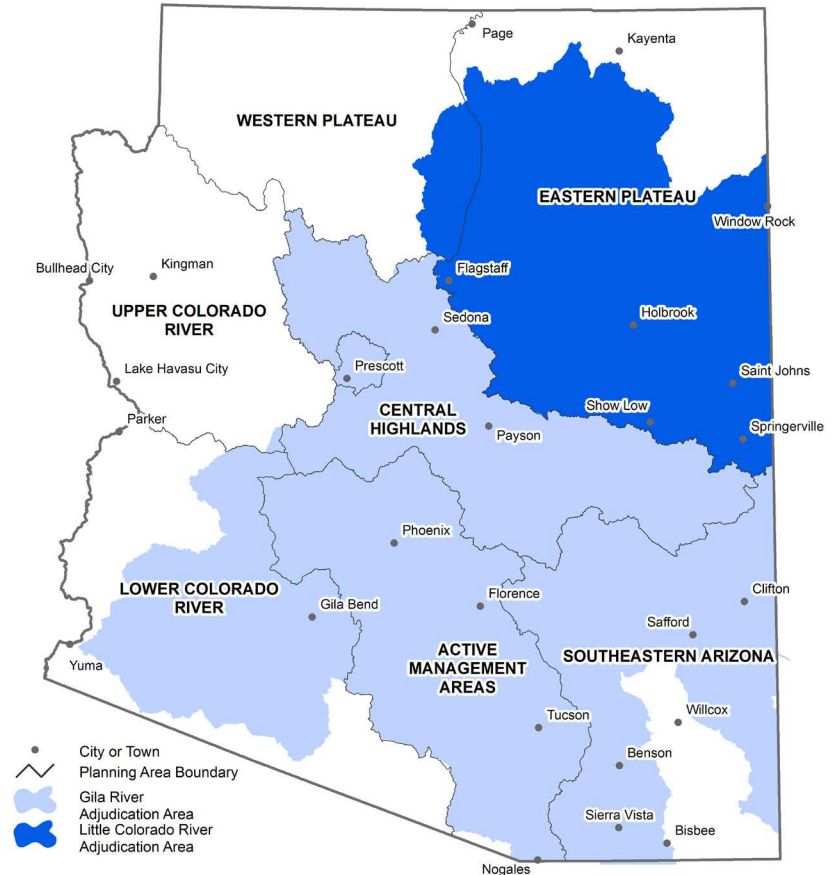 Page
Kayenta
WESTERN PLATEAU
EASTERN PLATEAU
Window Rock
Bullhead City
Kingman
Flagstaff
UPPER COLORADO
RIVER
Sedona
Holbrook
Lake Havasu City
Prescott
Saint Johns
Parker
CENTRAL
HIGHLANDS
Show Low
Payson
Springerville
Phoenix
LOWER COLORADO
RIVER
Gila Bend
Florence
Clifton
Safford
Yuma
ACTIVE
MANAGEMENT
AREAS
SOUTHEASTERN ARIZONA
Tucson
Willcox
Benson
Sierra Vista
Bisbee
Nogales
City or Town
Planning Area Boundary
Gila River
Adjudication Area
Little Colorado River
Adjudication Area